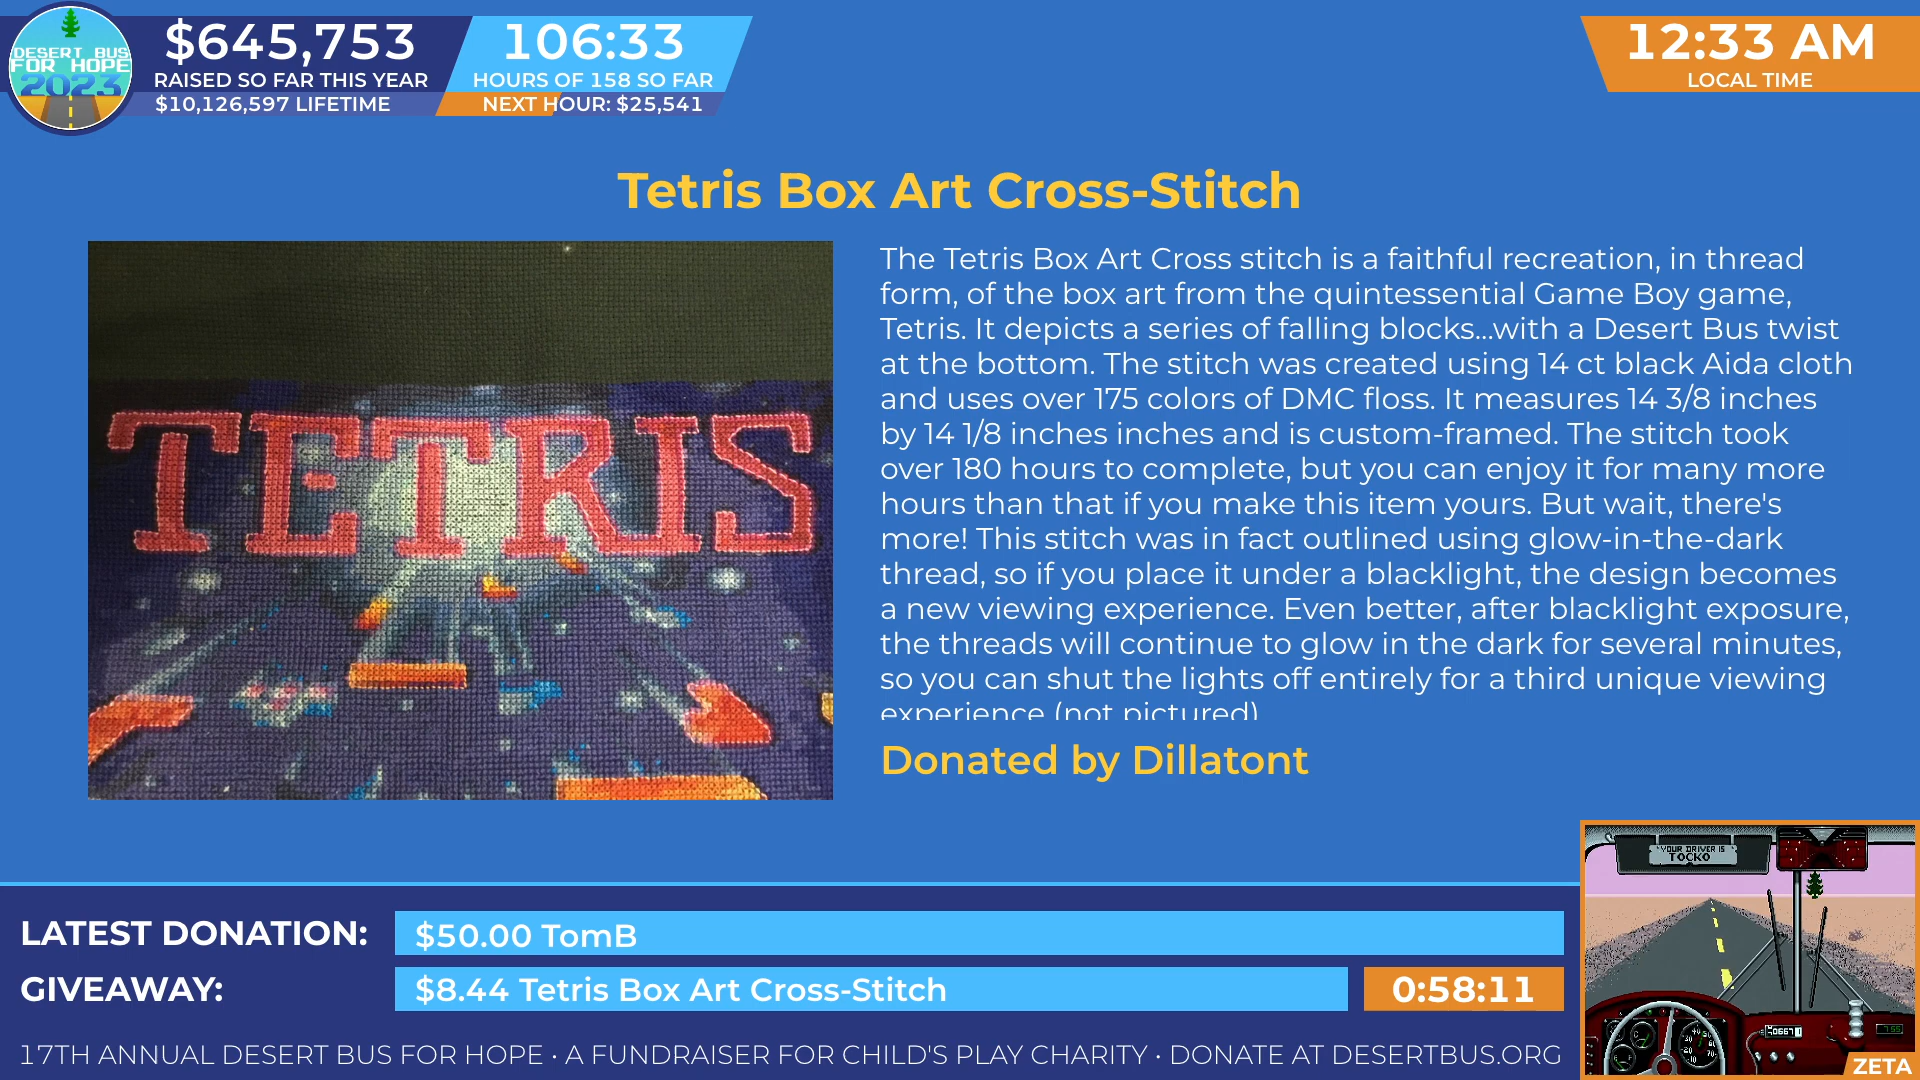 DESERT BUS
FOR HOPE
2023
$645,753
RAISED SO FAR THIS YEAR
$10,126,597 LIFETIME
106:33
HOURS OF 158 SO FAR
NEXT HOUR: $25,541
12:33 AM
LOCAL TIME
Tetris Box Art Cross-Stitch
TETRIS
The Tetris Box Art Cross stitch is a faithful recreation, in thread
form, of the box art from the quintessential Game Boy game,
Tetris. It depicts a series of falling blocks...with a Desert Bus twist
at the bottom. The stitch was created using 14 ct black Aida cloth
and uses over 175 colors of DMC floss. It measures 14 3/8 inches
by 14 1/8 inches inches and is custom-framed. The stitch took
over 180 hours to complete, but you can enjoy it for many more
hours than that if you make this item yours. But wait, there's
more! This stitch was in fact outlined using glow-in-the-dark
thread, so if you place it under a blacklight, the design becomes
a new viewing experience. Even better, after blacklight exposure,
the threads will continue to glow in the dark for several minutes,
so you can shut the lights off entirely for a third unique viewing
experience (not pictured)
Donated by Dillatont
YOUR DRIVER IS
TOCKO
LATEST DONATION:
$50.00 TomB
GIVEAWAY:
$8.44 Tetris Box Art Cross-Stitch
0:58:11
17TH ANNUAL DESERT BUS FOR HOPE · A FUNDRAISER FOR CHILD'S PLAY CHARITY · DONATE AT DESERTBUS.ORG
ZETA